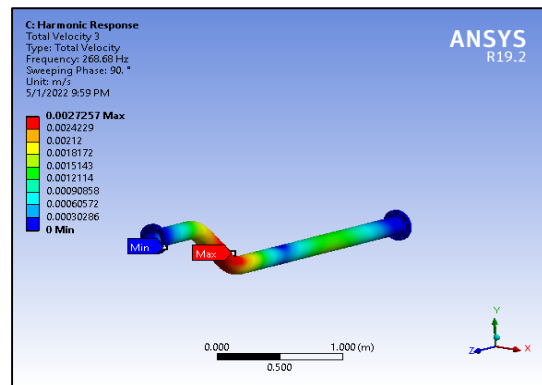 C: Harmonic Response
Total Velocity 3
Type: Total Velocity
Frequency: 268.68 Hz
Sweeping Phase: 90. °
Unit: m/s
5/1/2022 9:59 PM
ANSYS
R19.2
0.0027257 Max
0.0024229
0.00212
0.0018172
0.0015143
0.0012114
0.00090858
0.00060572
0.00030286
0 Min
Min
Max
0.000
1.000 (m)
0.500
Y
Z
X